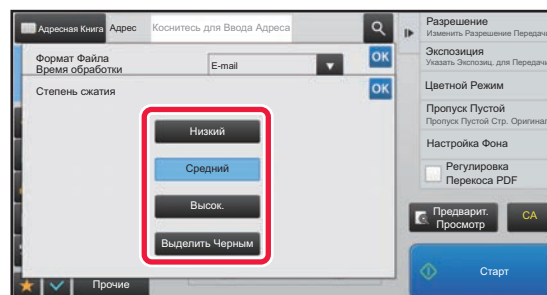 Адресная Книга
Адрес
Коснитесь для Ввода Адреса
Формат Файла
Время обработки
E-mail
OK
Степень сжатия
OK
Низкий
Средний
Высок.
Выделить Черным
Прочие
Разрешение
Изменить Разрешение Передачи
Экспозиция
Указать Экспозиц. для Передачи
Цветной Режим
Пропуск Пустой
Пропуск Пустой Стр. Оригинал
Настройка Фона
Регулировка
Перекоса PDF
Предварит.
Просмотр
CA
Старт